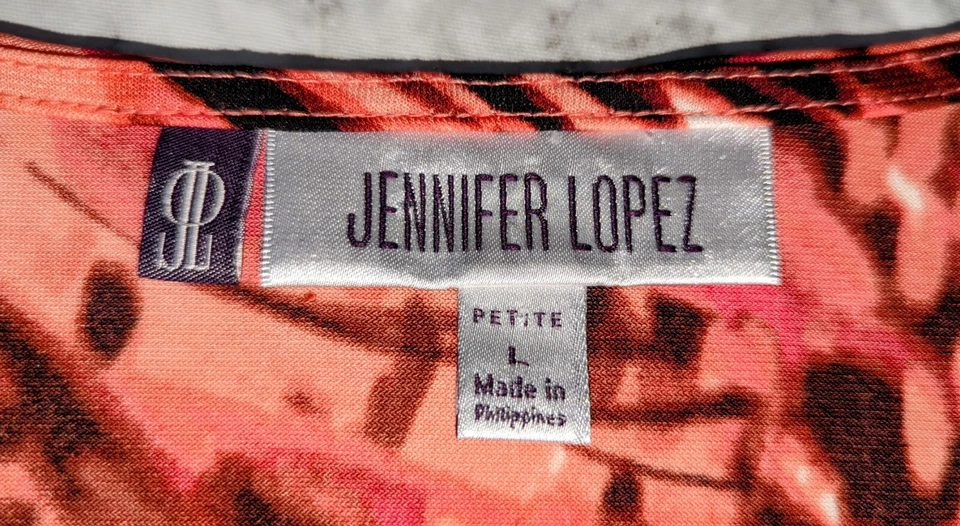 JL
JENNIFER LOPEZ
PETITE
L
Made in
Philippines